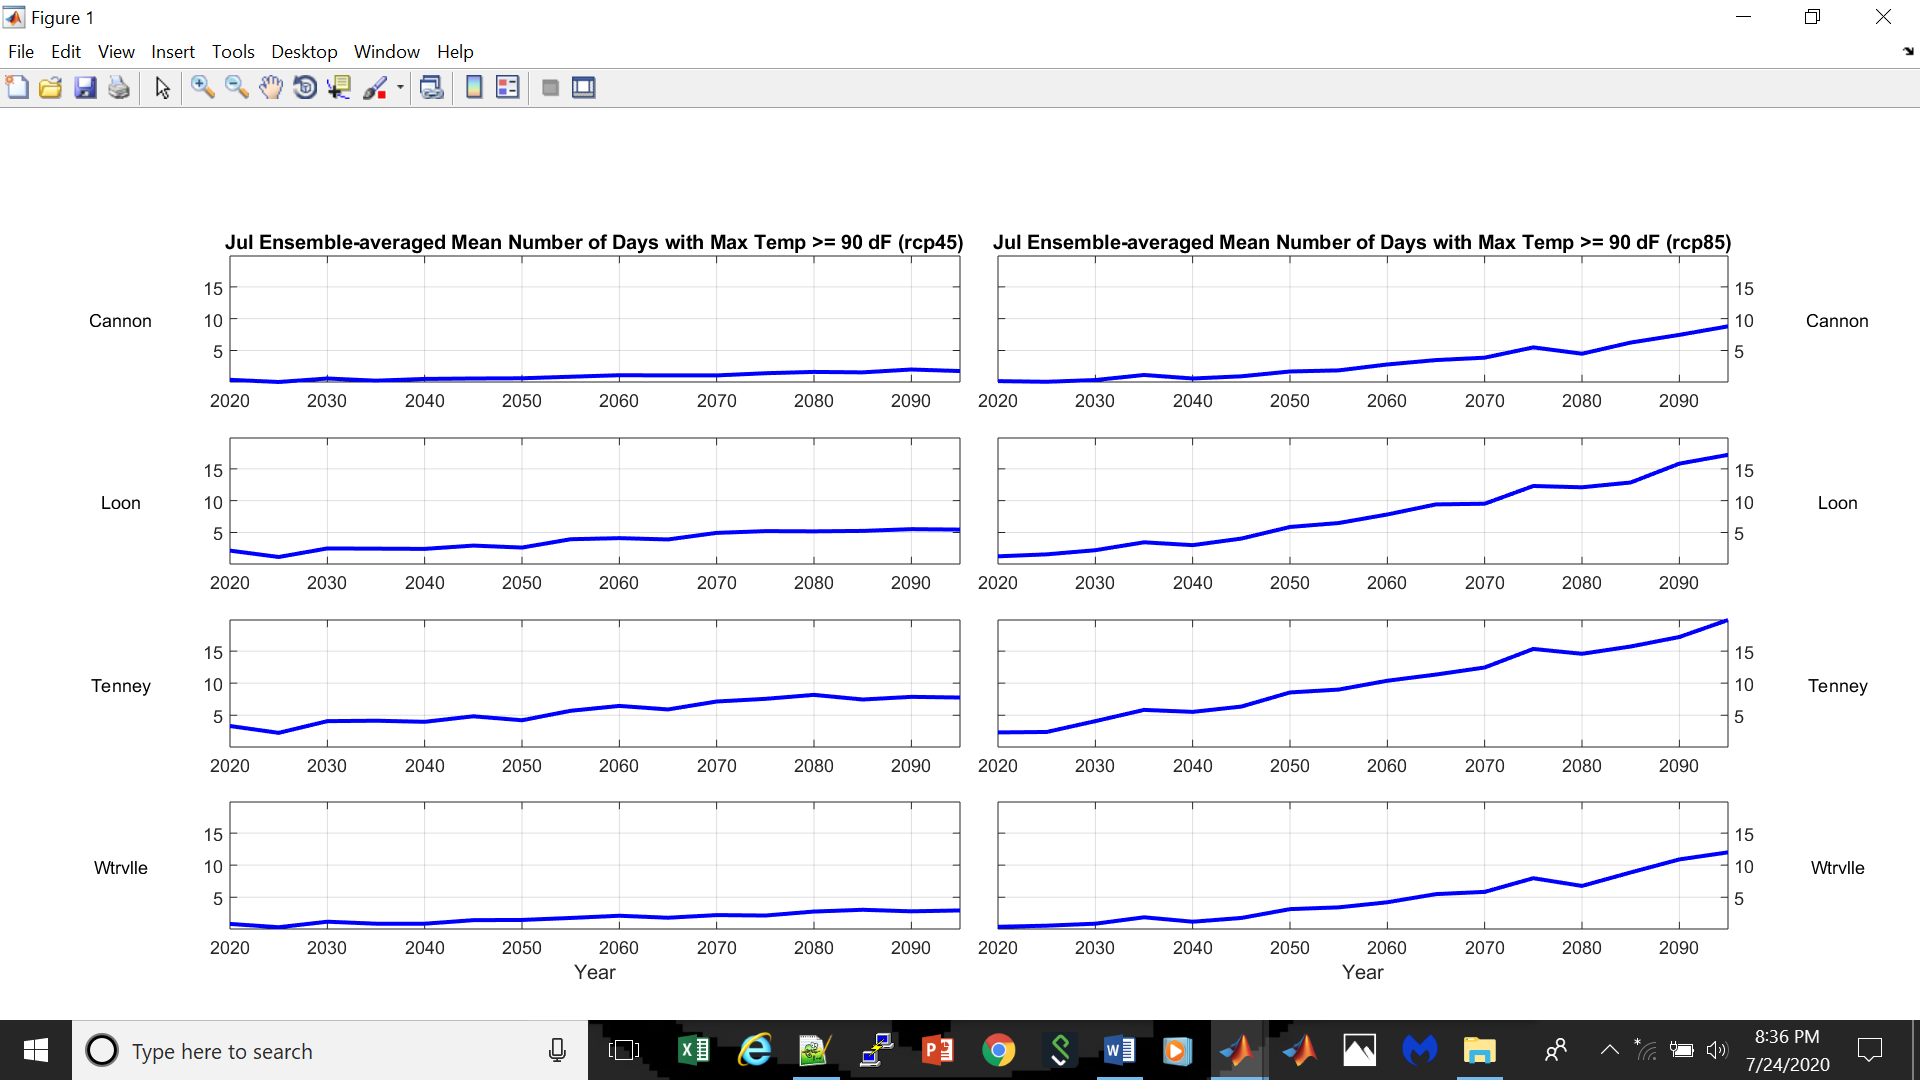 Figure 1
File Edit View Insert Tools Desktop Window Help
Jul Ensemble-averaged Mean Number of Days with Max Temp >= 90 dF (rcp45)
Jul Ensemble-averaged Mean Number of Days with Max Temp >= 90 dF (rcp85)
Cannon
15
10
5
2020 2030 2040 2050 2060 2070 2080 2090
15
10
5
2020 2030 2040 2050 2060 2070 2080 2090
Cannon
Loon
15
10
5
2020 2030 2040 2050 2060 2070 2080 2090
15
10
5
2020 2030 2040 2050 2060 2070 2080 2090
Loon
Tenney
15
10
5
2020 2030 2040 2050 2060 2070 2080 2090
15
10
5
2020 2030 2040 2050 2060 2070 2080 2090
Tenney
Wtrvlle
15
10
5
2020 2030 2040 2050 2060 2070 2080 2090
Year
15
10
5
2020 2030 2040 2050 2060 2070 2080 2090
Year
Wtrvlle
Type here to search
8:36 PM
7/24/2020